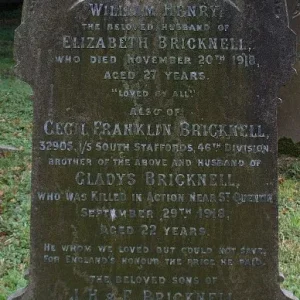 WILLIAM HENRY,
THE BELOVED HUSBAND OF
ELIZABETH BRICKNELL,
WHO DIED NOVEMBER 20TH 1918,
AGED 27 YEARS.
"LOVED BY ALL"
ALSO OF
CECIL FRANKLIN BRICKNELL,
32905, 1/5 SOUTH STAFFORDS, 46TH DIVISION.
BROTHER OF THE ABOVE AND HUSBAND OF
GLADYS BRICKNELL,
WHO WAS KILLED IN ACTION NEAR ST QUENTIN
SEPTEMBER 29TH 1918,
AGED 22 YEARS.
HE WHOM WE LOVED BUT COULD NOT SAVE,
FOR ENGLAND'S HONOUR THE PRICE HE PAID.
THE BELOVED SONS OF
BRICKNELL